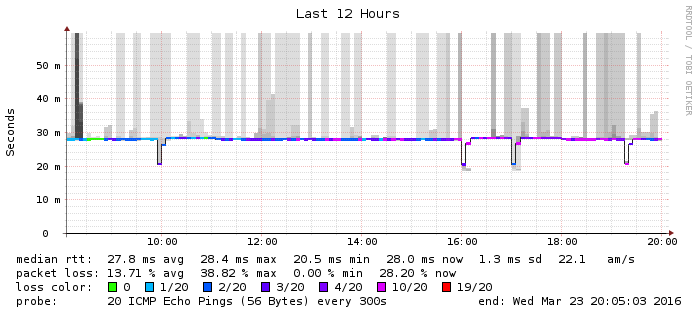 Last 12 Hours
RRDTOOL / TOBI OETIKER
Seconds
50 m
40 m
30 m
20 m
10 m
0
10:00 12:00 14:00 16:00 18:00 20:00
median rtt: 27.8 ms avg 28.4 ms max 20.5 ms min 28.0 ms now 1.3 ms sd 22.1 am/s
packet loss: 13.71 % avg 38.82 % max 0.00 % min 28.20 % now
loss color: 0 1/20 2/20 3/20 4/20 10/20 19/20
probe: 20 ICMP Echo Pings (56 Bytes) every 300s end: Wed Mar 23 20:05:03 2016